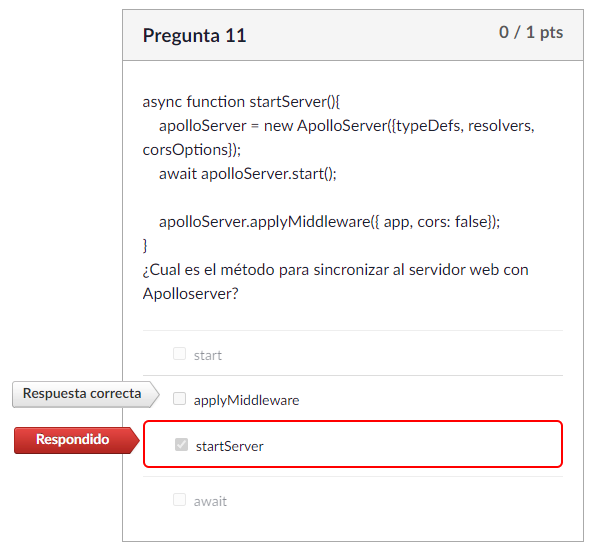 Pregunta 11
0 / 1 pts
async function startServer(){
apolloServer = new ApolloServer({typeDefs, resolvers,
corsOptions});
await apolloServer.start();
apolloServer.applyMiddleware({ app, cors: false});
}
¿Cual es el método para sincronizar al servidor web con
Apolloserver?
start
Respuesta correcta
applyMiddleware
Respondido
startServer
await